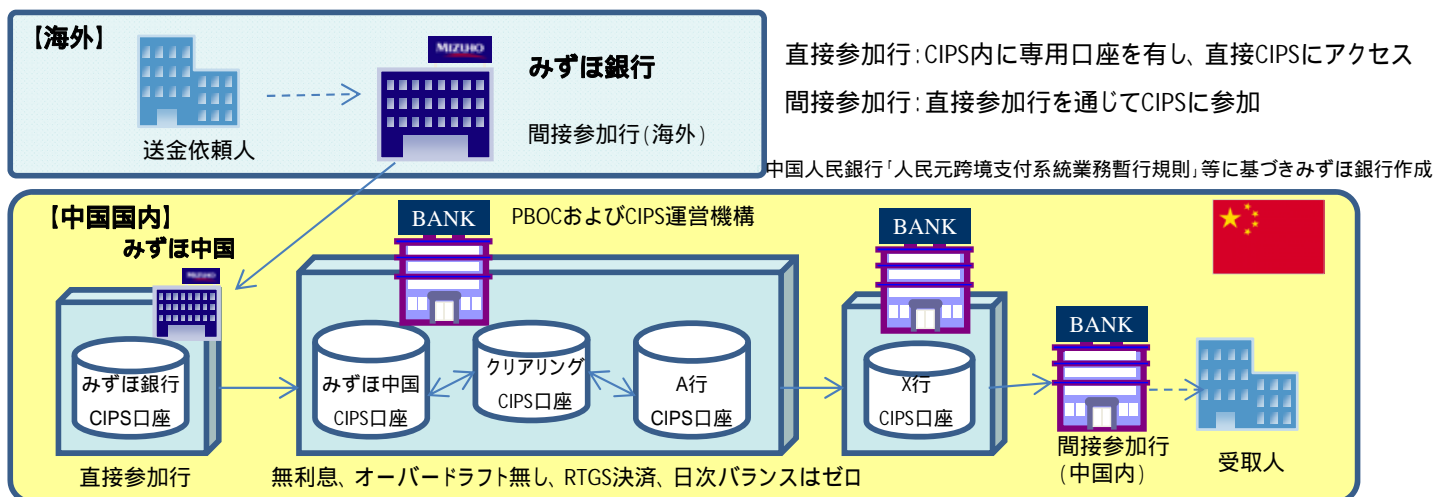 【海外】
MIZUHO
みずほ銀行
間接参加行(海外)
送金依頼人
直接参加行:CIPS内に専用口座を有し、直接CIPSにアクセス
間接参加行:直接参加行を通じてCIPSに参加
中国人民銀行「人民元跨境支付系統業務暫行規則」等に基づきみずほ銀行作成
【中国国内】
みずほ中国
MIZUHO
BANK
PBOCおよびCIPS運営機構
BANK
BANK
みずほ銀行
CIPS口座
みずほ中国
CIPS口座
クリアリング
CIPS口座
A行
CIPS口座
X行
CIPS口座
直接参加行
無利息、オーバードラフト無し、RTGS決済、日次バランスはゼロ
間接参加行
(中国内)
受取人